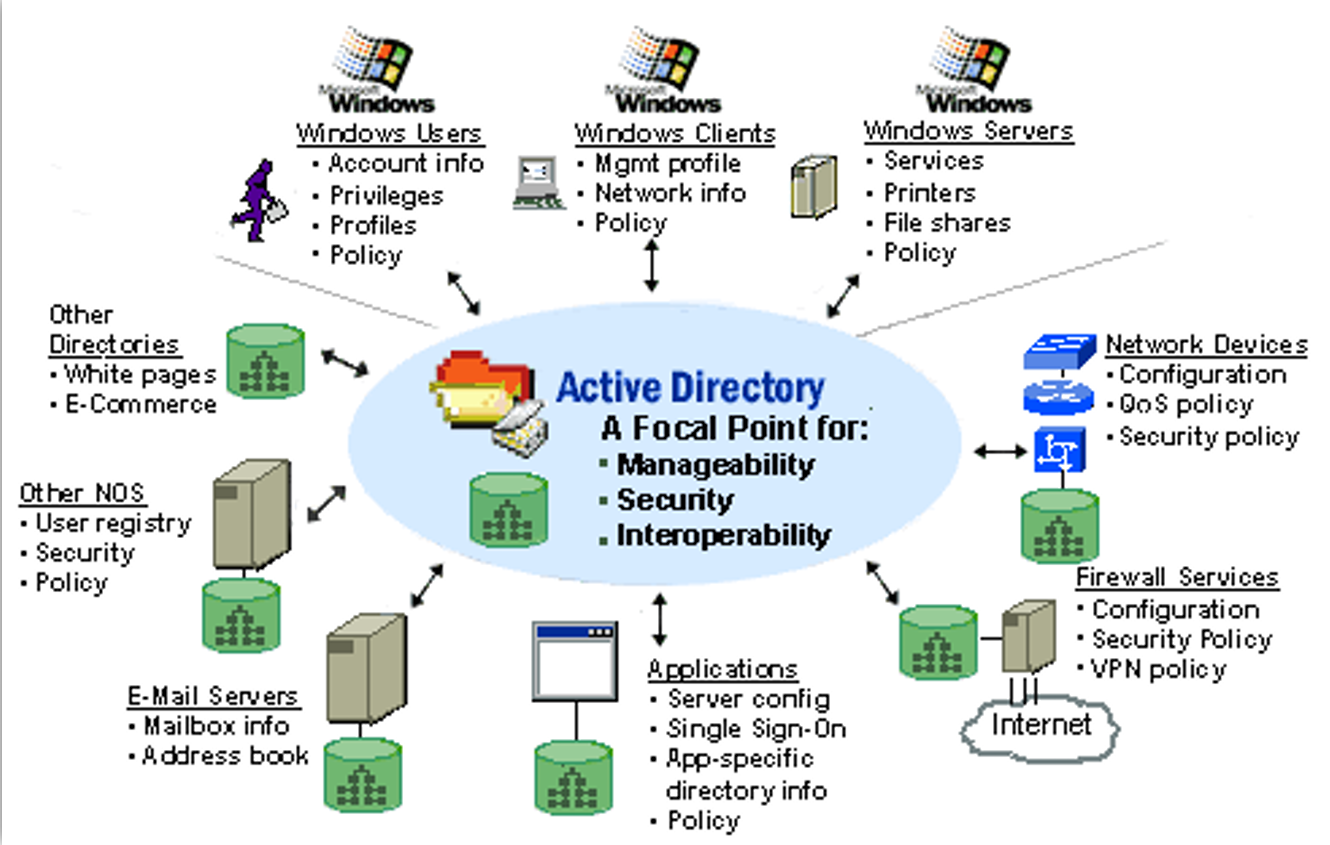 Microsoft
Windows
Microsoft
Windows
Microsoft
Windows
Windows Users
• Account info
• Privileges
• Profiles
• Policy
Windows Clients
• Mgmt profile
• Network info
• Policy
Windows Servers
• Services
• Printers
• File shares
• Policy
Other
Directories
• White pages
• E-Commerce
Active Directory
A Focal Point for:
▪ Manageability
▪ Security
▪ Interoperability
Network Devices
• Configuration
• QoS policy
• Security policy
Other NOS
• User registry
• Security
• Policy
Firewall Services
• Configuration
• Security Policy
• VPN policy
Internet
E-Mail Servers
• Mailbox info
• Address book
Applications
• Server config
• Single Sign-On
• App-specific
directory info
• Policy